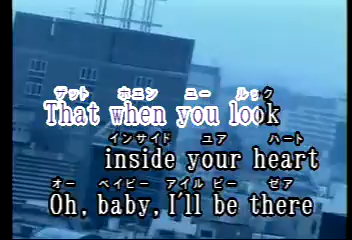 ザット ホエン ユー ルック
That when you look
インサイド ユア ハート
inside your heart
オー ベイビー アイル ビー ゼア
Oh, baby, I'll be there